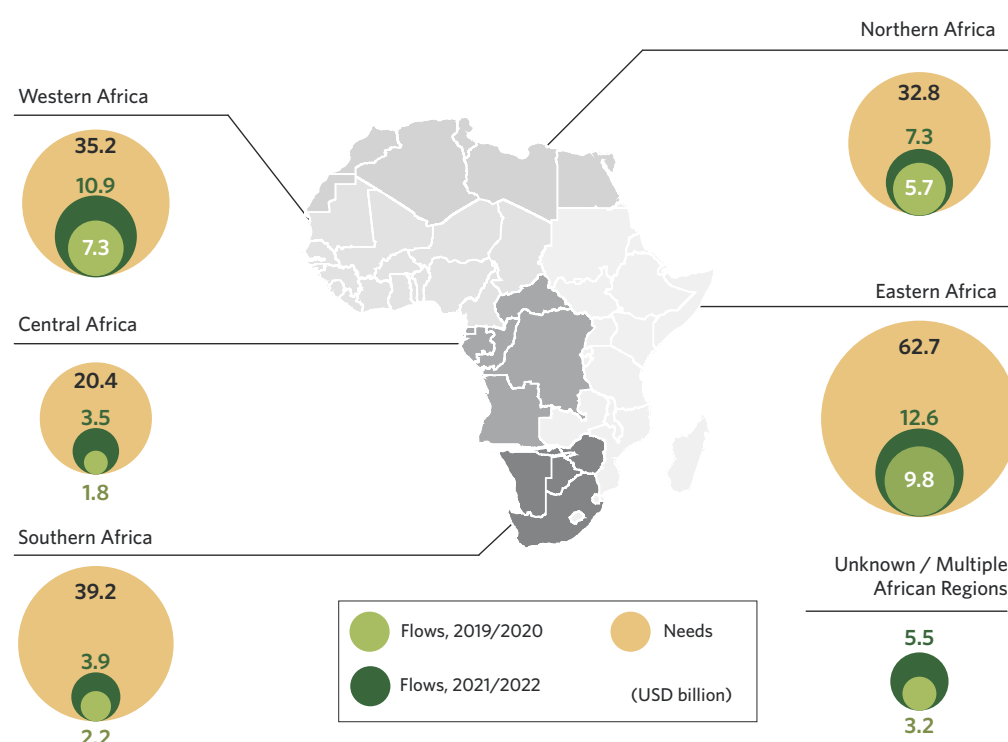 Northern Africa
32.8
7.3
5.7
Western Africa
35.2
10.9
7.3
Eastern Africa
62.7
12.6
9.8
Central Africa
20.4
3.5
1.8
Southern Africa
39.2
3.9
2.2
Unknown / Multiple
African Regions
5.5
3.2
Flows, 2019/2020
Needs
Flows, 2021/2022
(USD billion)